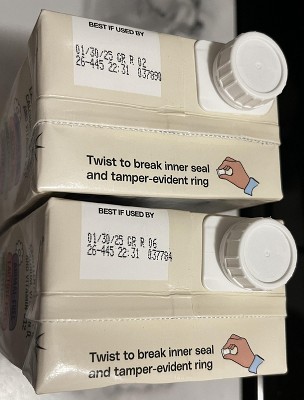 BEST IF USED BY
01/30/25 GR R 02
26-445 22:31 037890
Twist to break inner seal
and tamper-evident ring
BEST IF USED BY
01/30/25 GR R 06
26-445 22:31 037784
Twist to break inner seal
and tamper-evident ring